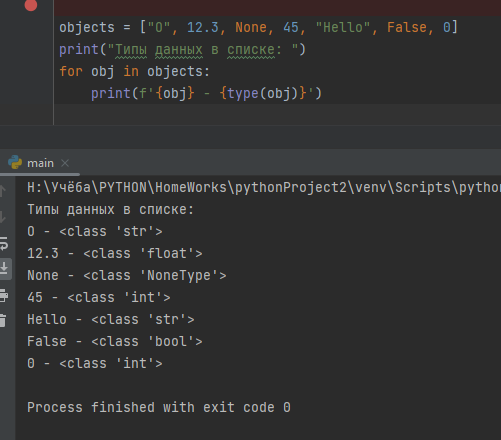 objects = ["O", 12.3, None, 45, "Hello", False, 0]
print("Типы данных в списке: ")
for obj in objects:
    print(f'{obj} - {type(obj)}')
main
H:\Учёба\PYTHON\HomeWorks\pythonProject2\venv\Scripts\python
Типы данных в списке:
O - <class 'str'>
12.3 - <class 'float'>
None - <class 'NoneType'>
45 - <class 'int'>
Hello - <class 'str'>
False - <class 'bool'>
0 - <class 'int'>
Process finished with exit code 0